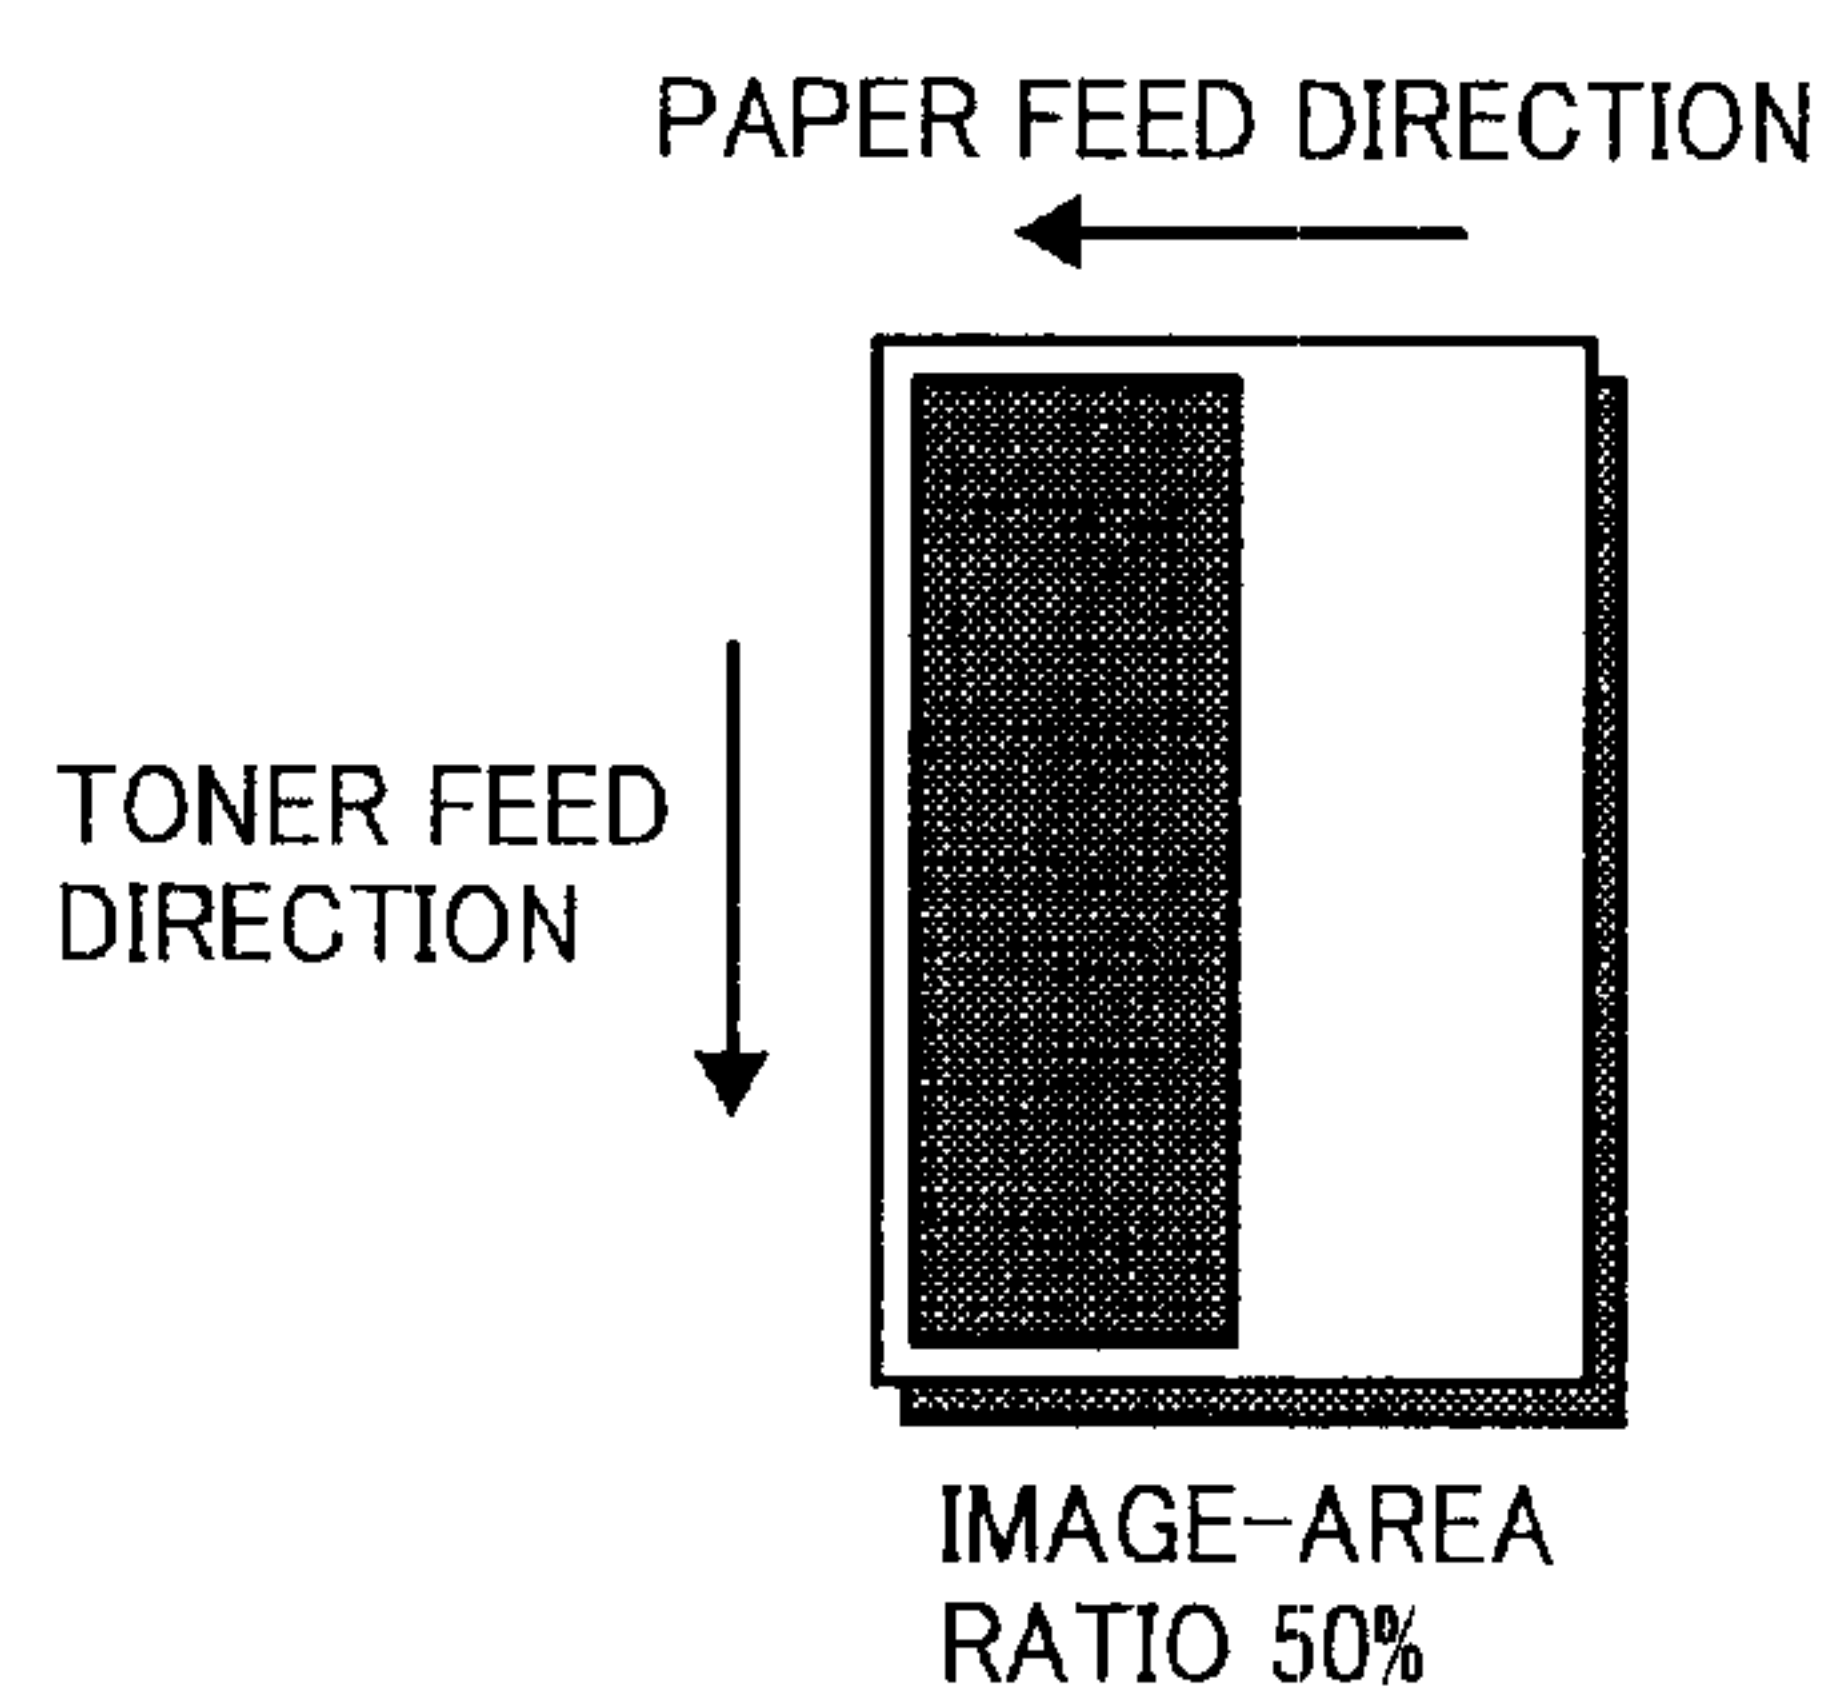 PAPER FEED DIRECTION
TONER FEED
DIRECTION
IMAGE-AREA
RATIO 50%